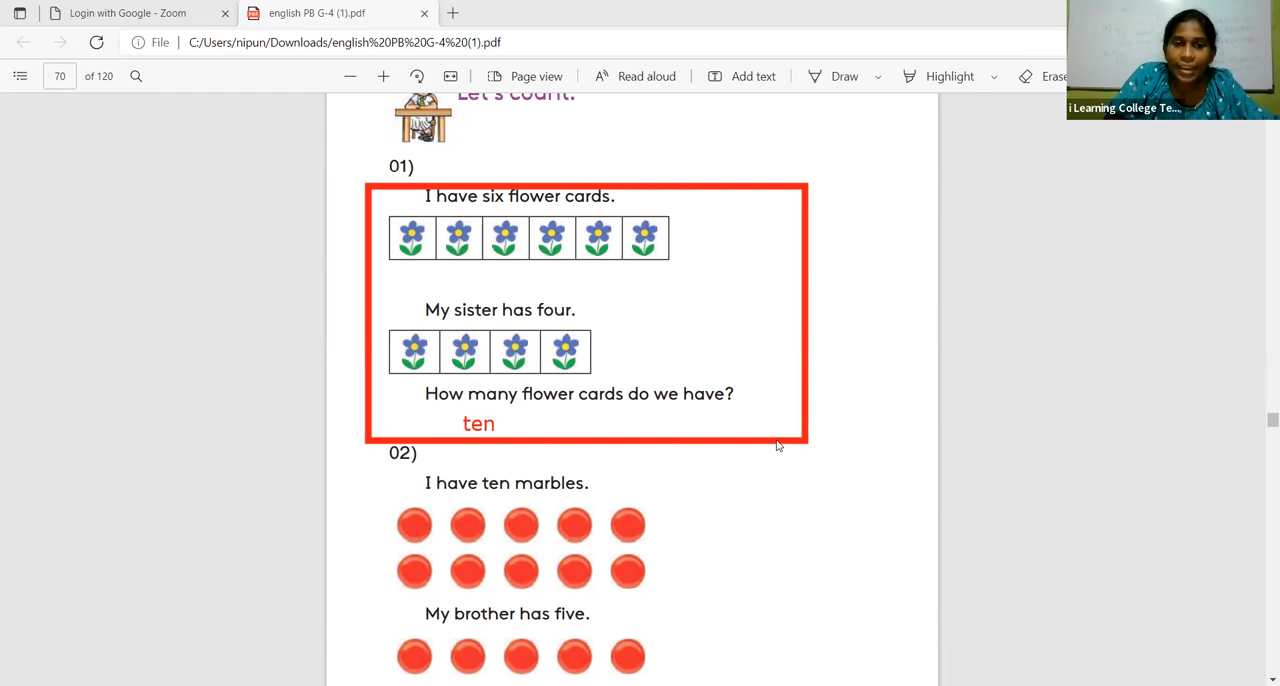 Login with Google - Zoom
english PB G-4 (1).pdf
File
C:/Users/nipun/Downloads/english%20PB%20G-4%20(1).pdf
70 of 120
Page view
Read aloud
Add text
Draw
Highlight
Erase
i Learning College Te...
Let's count.
01)
I have six flower cards.
My sister has four.
How many flower cards do we have?
ten
02)
I have ten marbles.
My brother has five.